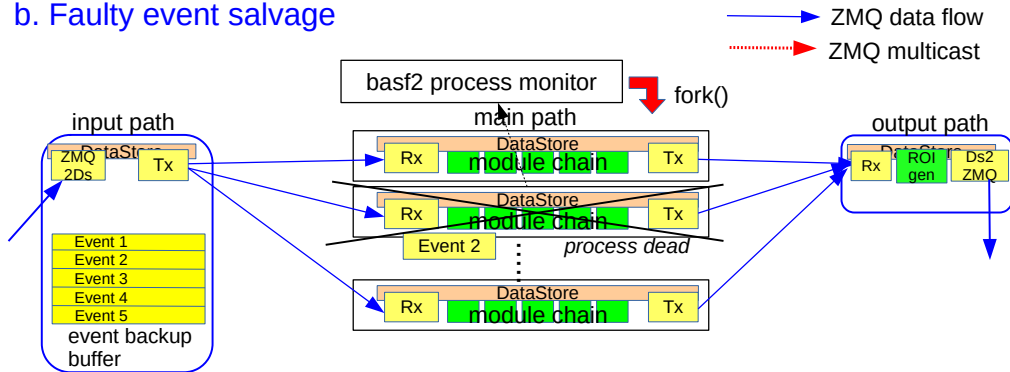 b. Faulty event salvage
ZMQ data flow
ZMQ multicast
basf2 process monitor
fork()
input path
main path
output path
DataStore
ZMQ
2Ds
Tx
DataStore
Rx
module chain
Tx
DataStore
Rx
ROI
gen
Ds2
ZMQ
DataStore
Rx
module chain
Tx
Event 2
process dead
Event 1
Event 2
Event 3
Event 4
Event 5
event backup
buffer
DataStore
Rx
module chain
Tx